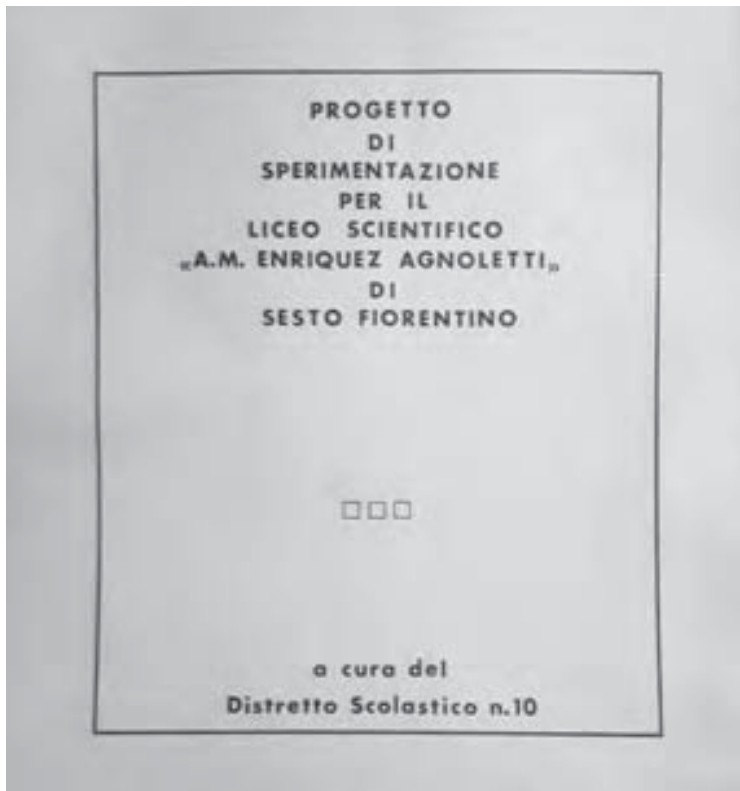 PROGETTO
DI
SPERIMENTAZIONE
PER IL
LICEO SCIENTIFICO
„A.M. ENRIQUEZ AGNOLETTI„
DI
SESTO FIORENTINO
□□□
a cura del
Distretto Scolastico n.10